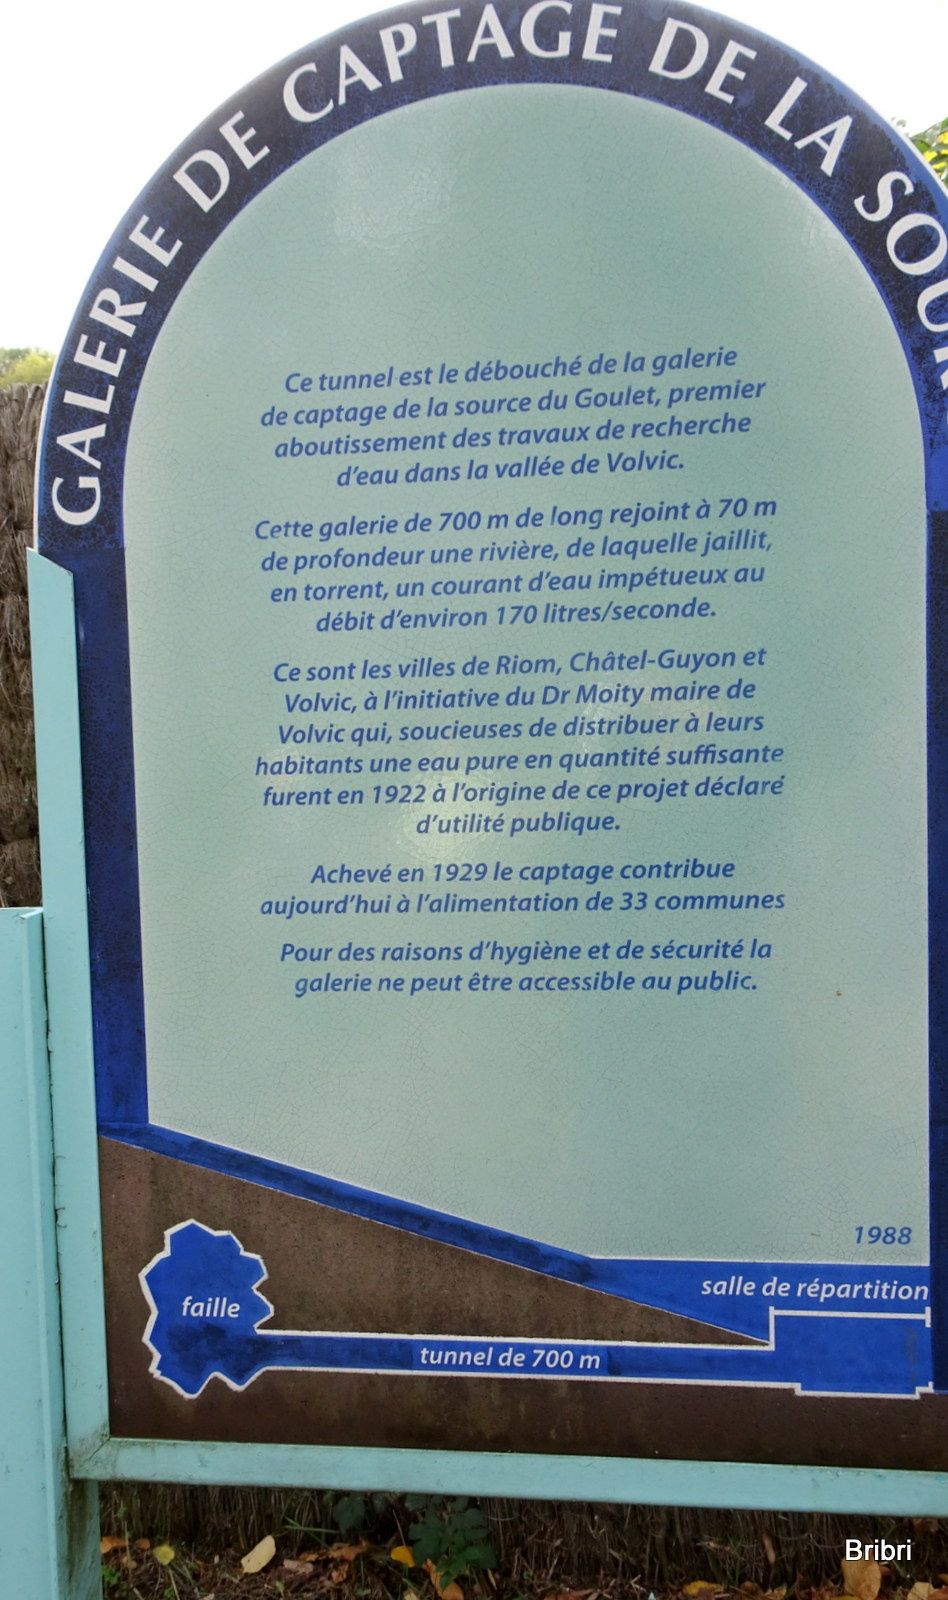 GALERIE DE CAPTAGE DE LA
Ce tunnel est le débouché de la galerie
de captage de la source du Goulet, premier
aboutissement des travaux de recherche
d'eau dans la vallée de Volvic.
Cette galerie de 700 m de long rejoint à 70 m
de profondeur une rivière, de laquelle jaillit,
en torrent, un courant d'eau impétueux au
débit d'environ 170 litres/seconde.
Ce sont les villes de Riom, Châtel-Guyon et
Volvic, à l'initiative du Dr Moity maire de
Volvic qui, soucieuses de distribuer à leurs
habitants une eau pure en quantité suffisante
furent en 1922 à l'origine de ce projet déclaré
d'utilité publique.
Achevé en 1929 le captage contribue
aujourd'hui à l'alimentation de 33 communes
Pour des raisons d'hygiène et de sécurité la
galerie ne peut être accessible au public.
1988
salle de répartition
faille
tunnel de 700 m
Bribri